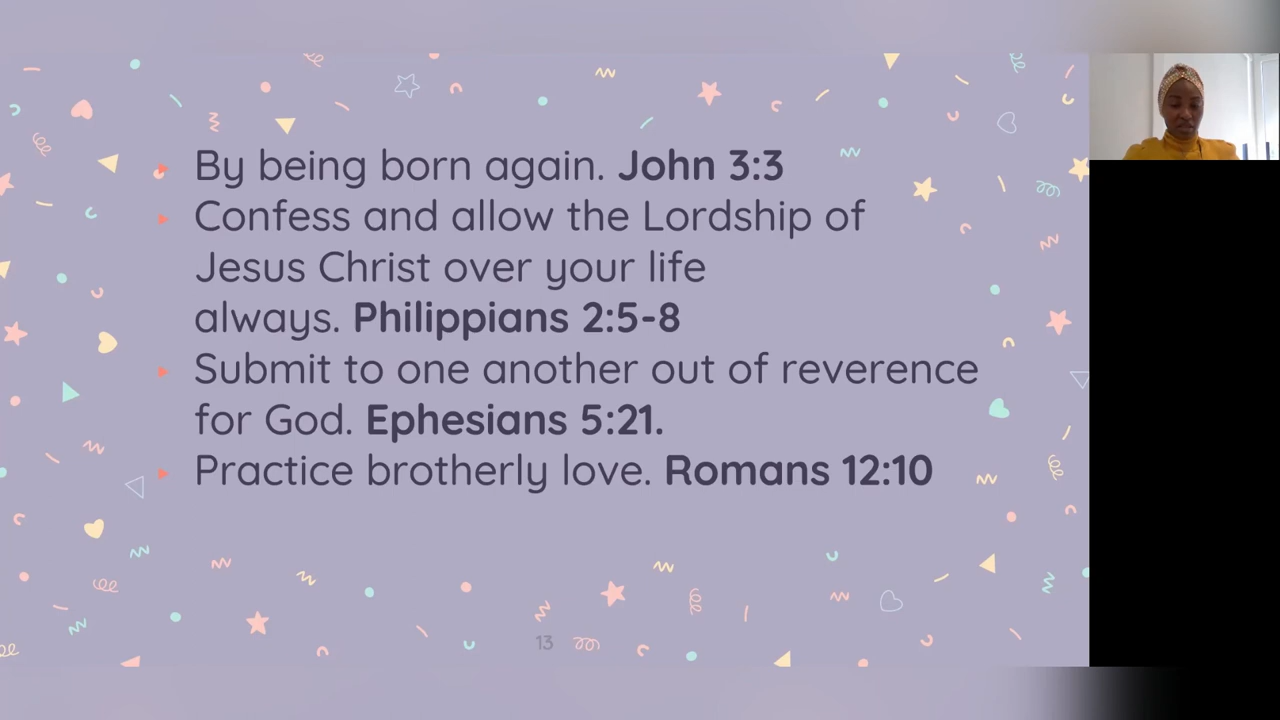 By being born again. John 3:3
Confess and allow the Lordship of
Jesus Christ over your life
always. Philippians 2:5-8
Submit to one another out of reverence
for God. Ephesians 5:21.
Practice brotherly love. Romans 12:10
13